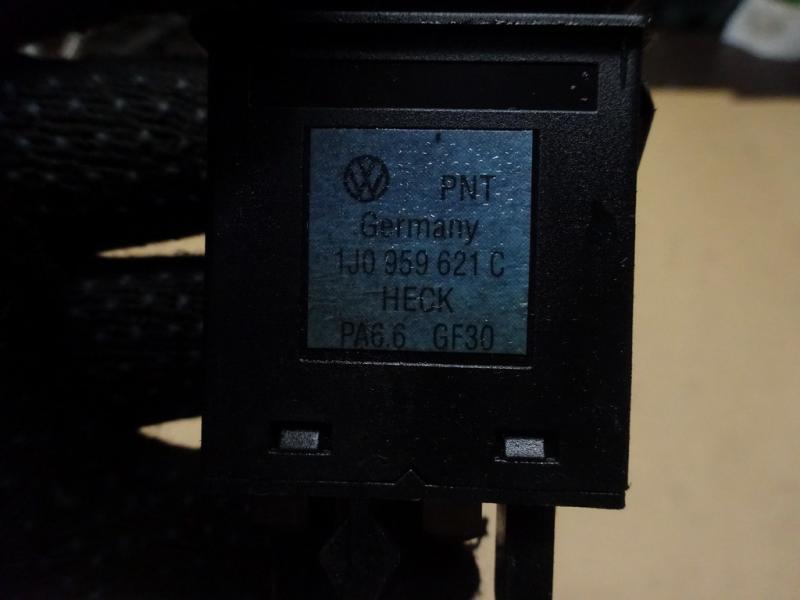 PNT
Germany
1J0 959 621 C
HECK
PA6.6 GF30